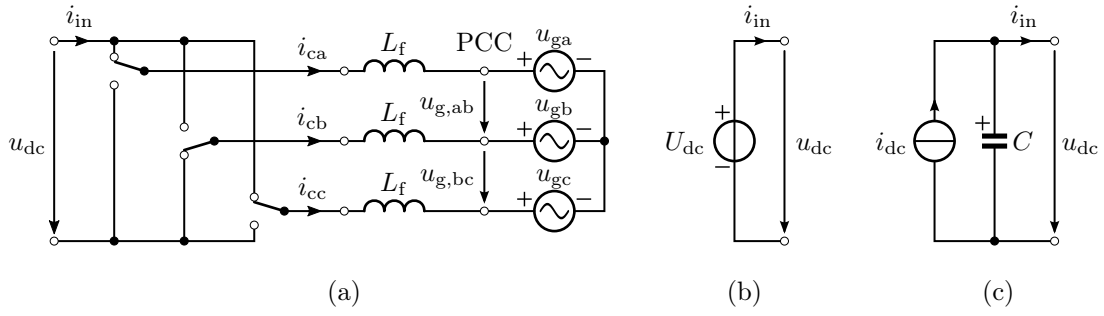 i_in
i_ca L_f PCC u_ga
+ −
u_g,ab
u_dc i_cb L_f u_gb
+ −
u_g,bc
i_cc L_f u_gc
+ −
(a)
i_in
+
U_dc u_dc
−
(b)
i_in
+
i_dc C u_dc
(c)